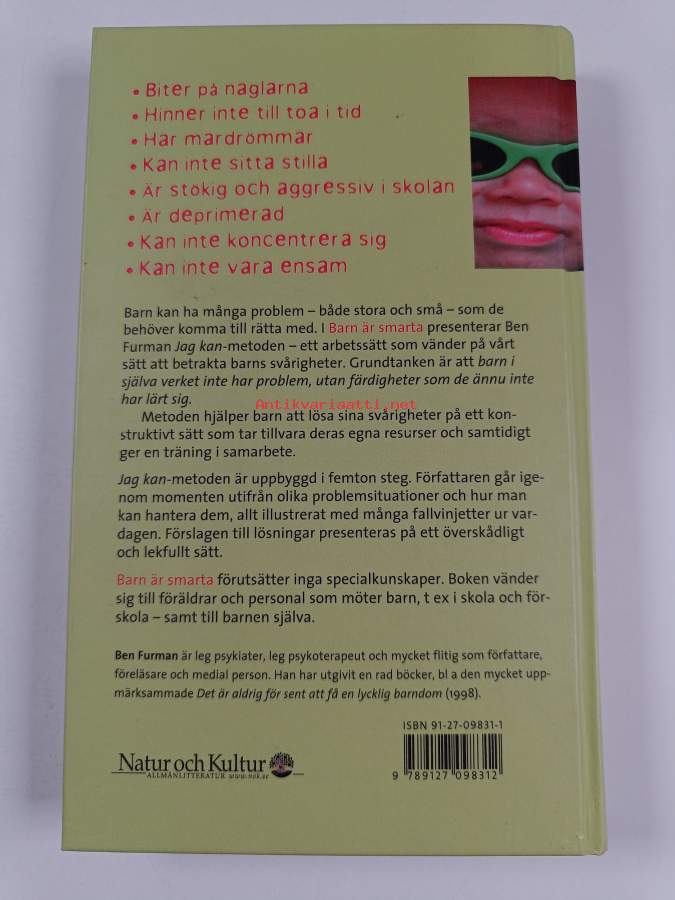 • Biter på naglarna
• Hinner inte till toa i tid
• Har mardrömmar
• Kan inte sitta stilla
• Är stökig och aggressiv i skolan
• Är deprimerad
• Kan inte koncentrera sig
• Kan inte vara ensam
Barn kan ha många problem – både stora och små – som de
behöver komma till rätta med. I Barn är smarta presenterar Ben
Furman Jag kan-metoden – ett arbetssätt som vänder på vårt
sätt att betrakta barns svårigheter. Grundtanken är att barn i
själva verket inte har problem, utan färdigheter som de ännu inte
har lärt sig.
Antikvariaatti.net
Metoden hjälper barn att lösa sina svårigheter på ett kon-
struktivt sätt som tar tillvara deras egna resurser och samtidigt
ger en träning i samarbete.
Jag kan-metoden är uppbyggd i femton steg. Författaren går ige-
nom momenten utifrån olika problemsituationer och hur man
kan hantera dem, allt illustrerat med många fallvinjetter ur var-
dagen. Förslagen till lösningar presenteras på ett överskådligt
och lekfullt sätt.
Barn är smarta förutsätter inga specialkunskaper. Boken vänder
sig till föräldrar och personal som möter barn, t ex i skola och för-
skola – samt till barnen själva.
Ben Furman är leg psykiater, leg psykoterapeut och mycket flitig som författare,
föreläsare och medial person. Han har utgivit en rad böcker, bl a den mycket upp-
märksammade Det är aldrig för sent att få en lycklig barndom (1998).
ISBN 91-27-09831-1
Natur och Kultur
ALLMÄNLITTERATUR www.nok.se
9 789127 098312